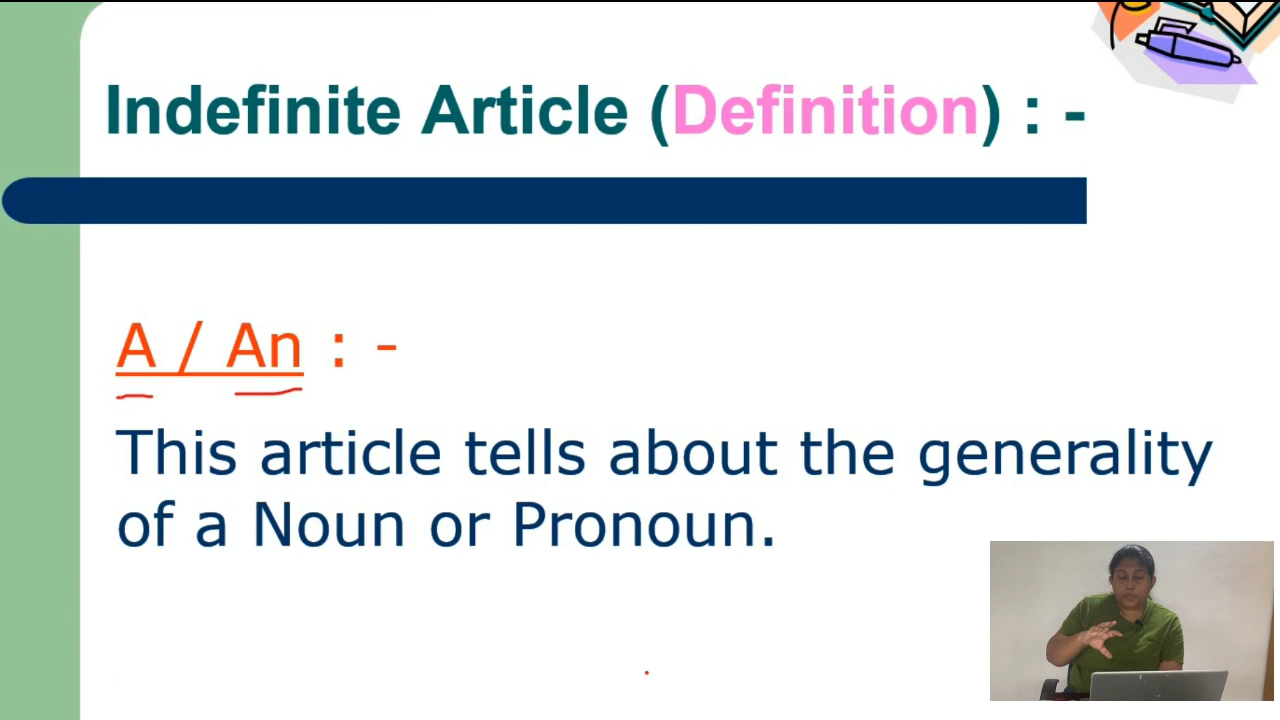 Indefinite Article (Definition) : -
A / An : -
This article tells about the generality
of a Noun or Pronoun.